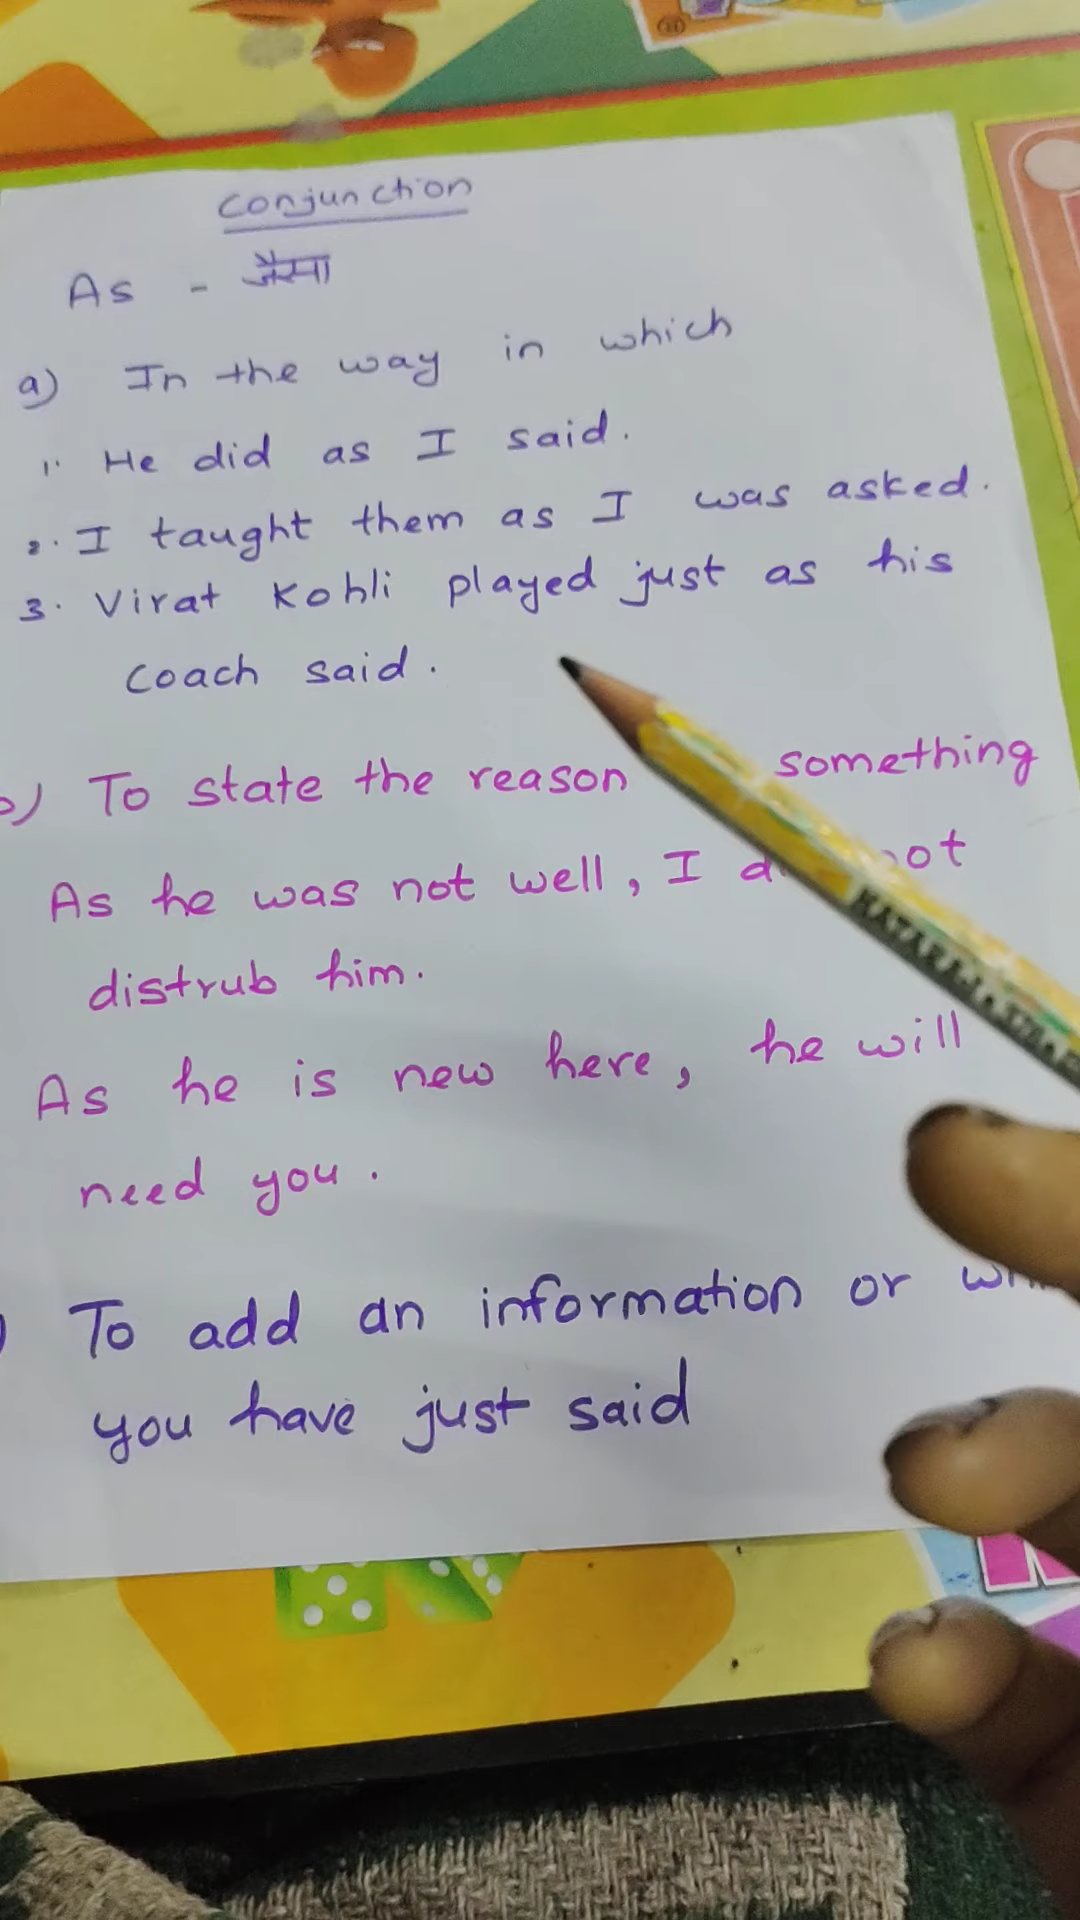 conjunction
As - जैसा
a) In the way in which
1. He did as I said.
2. I taught them as I was asked.
3. Virat Kohli played just as his
coach said.
b) To state the reason something
As he was not well, I not
distrub him.
As he is new here, he will
need you.
To add an information or
you have just said